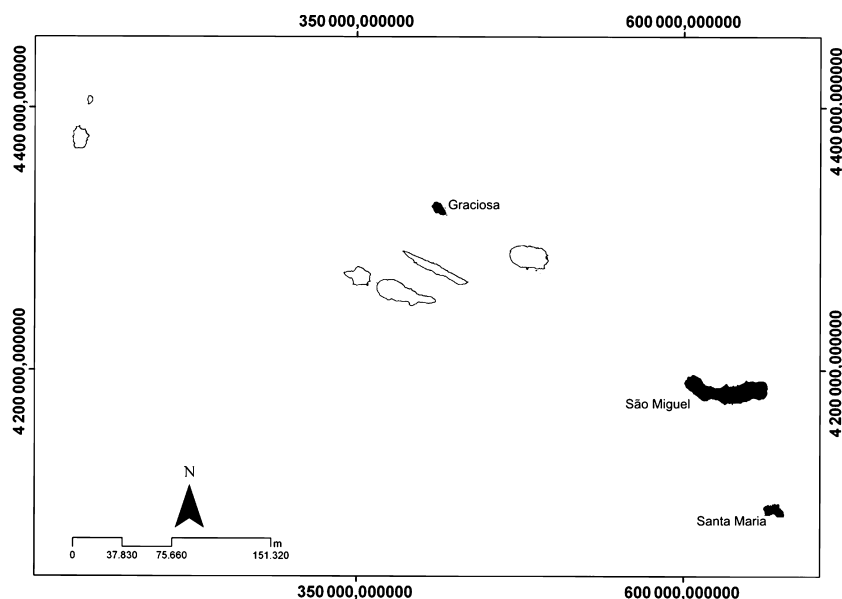 350 000,000000
600 000,000000
4 400 000,000000
4 400 000,000000
Graciosa
4 200 000,000000
4 200 000,000000
São Miguel
N
Santa Maria
m
0 37.830 75.660 151.320
350 000,000000
600 000,000000